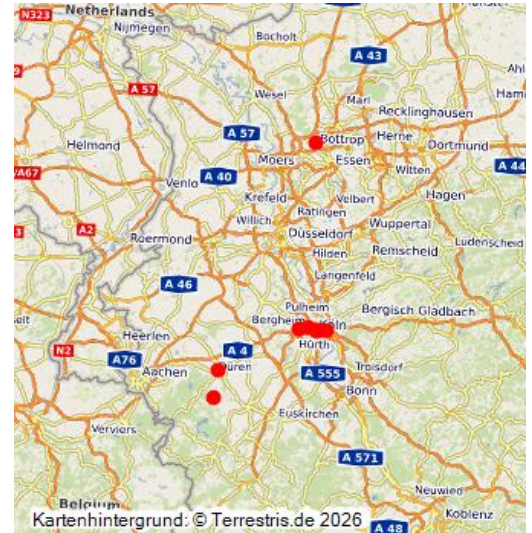 Netherlands
N323
Nijmegen
Bocholt
A 43
Ahl
A 57
Wesel
Marl
Recklinghausen
Ham
A 57
Bottrop
Herne
Dortmund
Helmond
A67
Moers
Essen
Witten
A 44
A 40
Venlo
Krefeld
Velbert
Hagen
Willich
Ratingen
A2
Wuppertal
Roermond
Düsseldorf
Ludenscheid
Hilden
Remscheid
Langenfeld
A 46
Pulheim
Bergisch Gladbach
Bergheim
Köln
Heerlen
Hürth
N2
A76
A 4
Düren
Aachen
A 555
Troisdorf
Bonn
Euskirchen
Verviers
A 571
Neuwied
Belgium
Koblenz
Kartenhintergrund: © Terrestris.de 2026
A 48